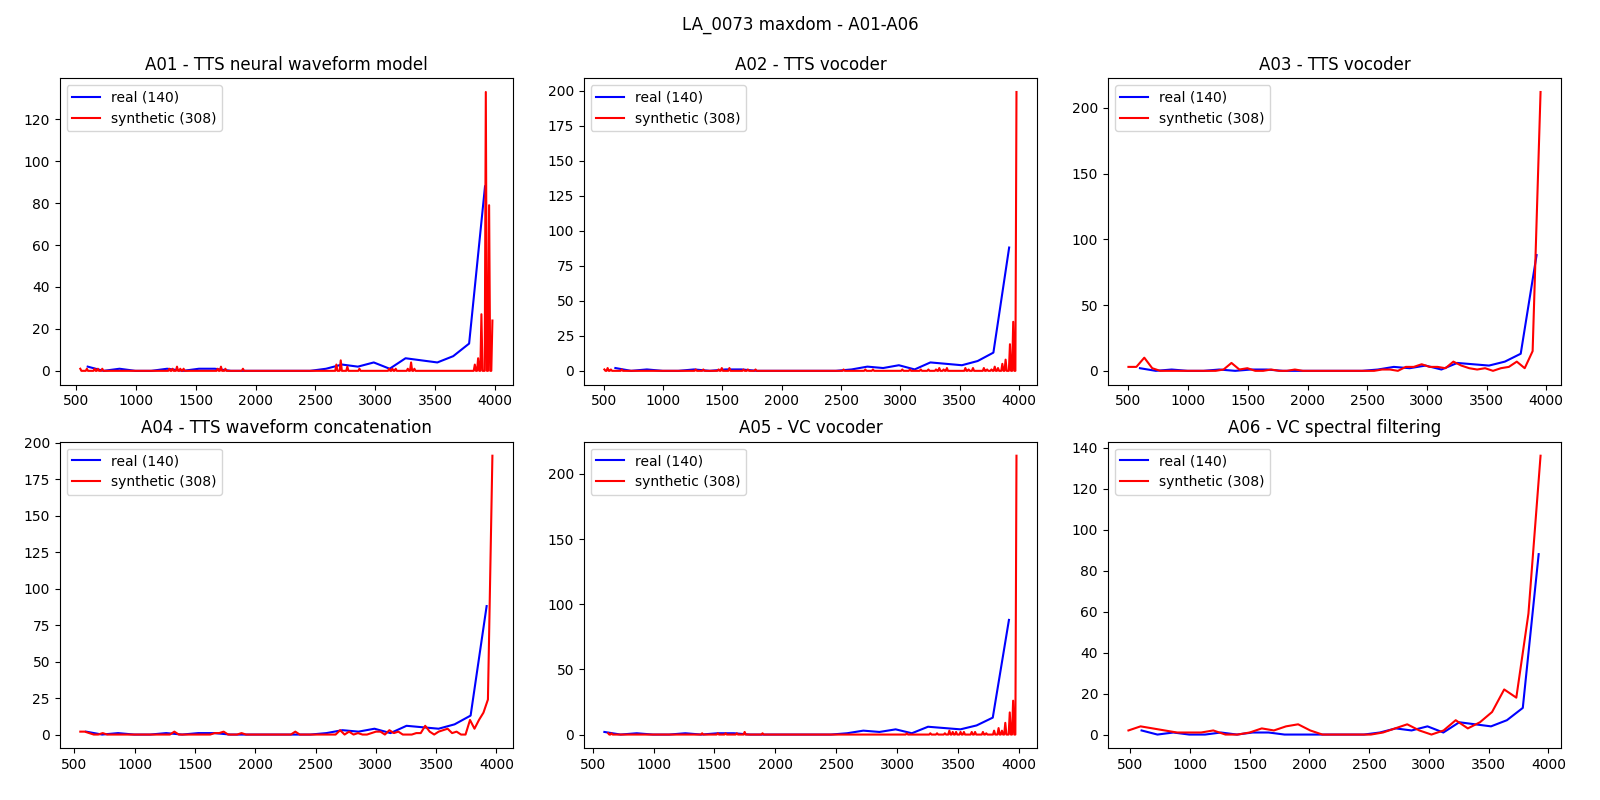 LA_0073 maxdom - A01-A06
A01 - TTS neural waveform model
real (140)
synthetic (308)
120
100
80
60
40
20
0
500 1000 1500 2000 2500 3000 3500 4000
A02 - TTS vocoder
real (140)
synthetic (308)
200
175
150
125
100
75
50
25
0
500 1000 1500 2000 2500 3000 3500 4000
A03 - TTS vocoder
real (140)
synthetic (308)
200
150
100
50
0
500 1000 1500 2000 2500 3000 3500 4000
A04 - TTS waveform concatenation
real (140)
synthetic (308)
200
175
150
125
100
75
50
25
0
500 1000 1500 2000 2500 3000 3500 4000
A05 - VC vocoder
real (140)
synthetic (308)
200
150
100
50
0
500 1000 1500 2000 2500 3000 3500 4000
A06 - VC spectral filtering
real (140)
synthetic (308)
140
120
100
80
60
40
20
0
500 1000 1500 2000 2500 3000 3500 4000